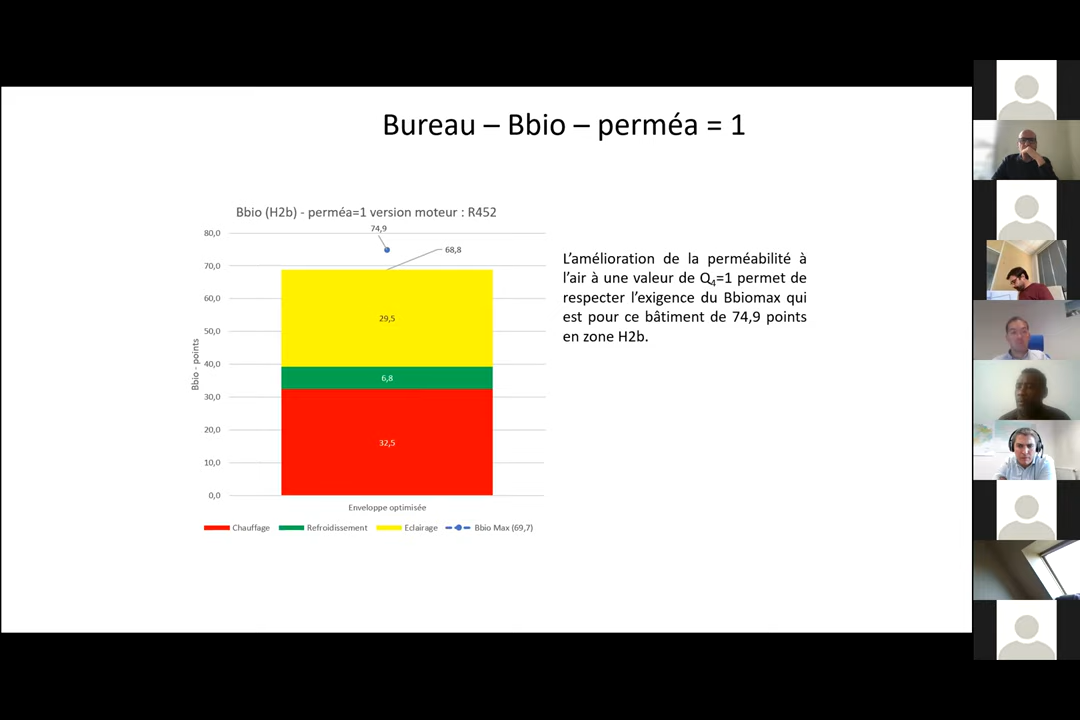 Bureau – Bbio – perméa = 1
Bbio (H2b) - perméa=1 version moteur : R452
74,9
68,8
80,0
70,0
60,0
50,0
40,0
30,0
20,0
10,0
0,0
Bbio - points
29,5
6,8
32,5
Enveloppe optimisée
Chauffage
Refroidissement
Eclairage
Bbio Max (69,7)
L'amélioration de la perméabilité à
l'air à une valeur de Q4=1 permet de
respecter l'exigence du Bbiomax qui
est pour ce bâtiment de 74,9 points
en zone H2b.